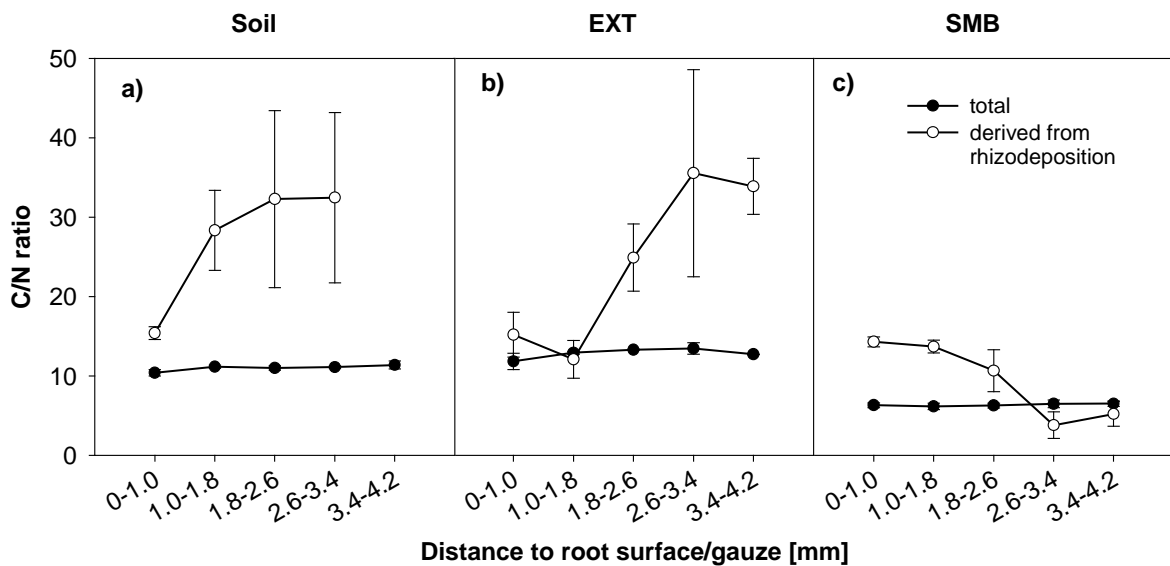 Soil
EXT
SMB
a)
b)
c)
total
derived from
rhizodeposition
C/N ratio
50
40
30
20
10
0
0-1.0
1.0-1.8
1.8-2.6
2.6-3.4
3.4-4.2
0-1.0
1.0-1.8
1.8-2.6
2.6-3.4
3.4-4.2
0-1.0
1.0-1.8
1.8-2.6
2.6-3.4
3.4-4.2
Distance to root surface/gauze [mm]